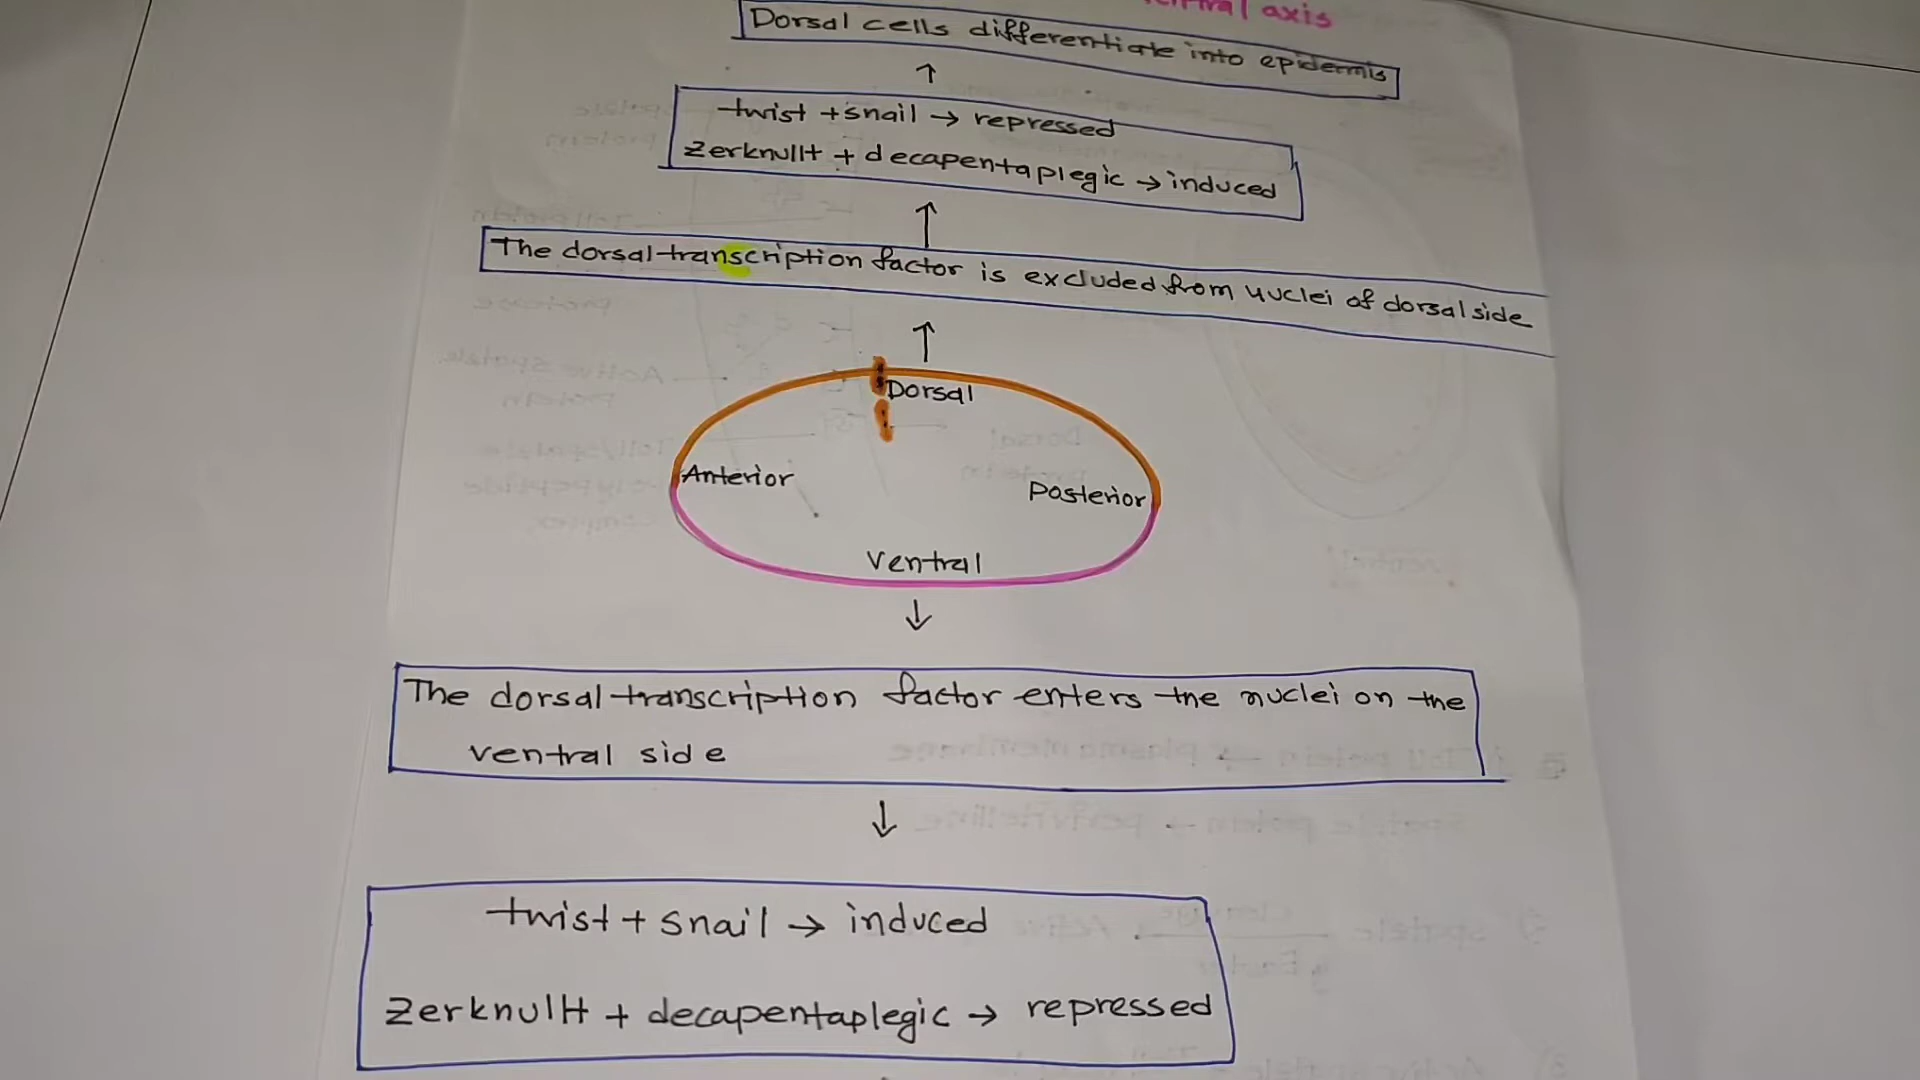 axis
Dorsal cells differentiate into epidermis
↑
twist + snail → repressed
zerknullt + decapentaplegic → induced
↑
The dorsal transcription factor is excluded from nuclei of dorsal side
↑
Dorsal
Anterior
Posterior
Ventral
↓
The dorsal transcription factor enters the nuclei on the
ventral side
↓
twist + snail → induced
zerknullt + decapentaplegic → repressed